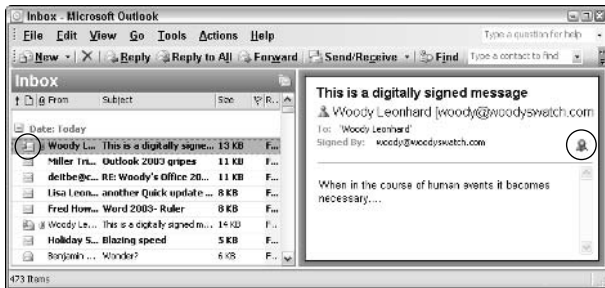 Inbox - Microsoft Outlook
File Edit View Go Tools Actions Help Type a question for help
New Reply Reply to All Forward Send/Receive Find Type a contact to find
Inbox
From Subject Size R..
Date: Today
Woody L... This is a digitally signe... 13 KB F...
Miller Tri... Outlook 2003 gripes 11 KB F...
deitbe@c... RE: Woody's Office 20... 11 KB F...
Lisa Leon... another Quick update ... 8 KB F...
Fred How... Word 2003- Ruler 8 KB F...
Woody Le... This is a digitally signed m... 14 KB F...
Holiday S... Blazing speed 5 KB F...
Benjamin ... Wonder? 6 KB F...
473 Items
This is a digitally signed message
Woody Leonhard [woody@woodyswatch.com
To: 'Woody Leonhard'
Signed By: woody@woodyswatch.com
When in the course of human events it becomes
necessary....